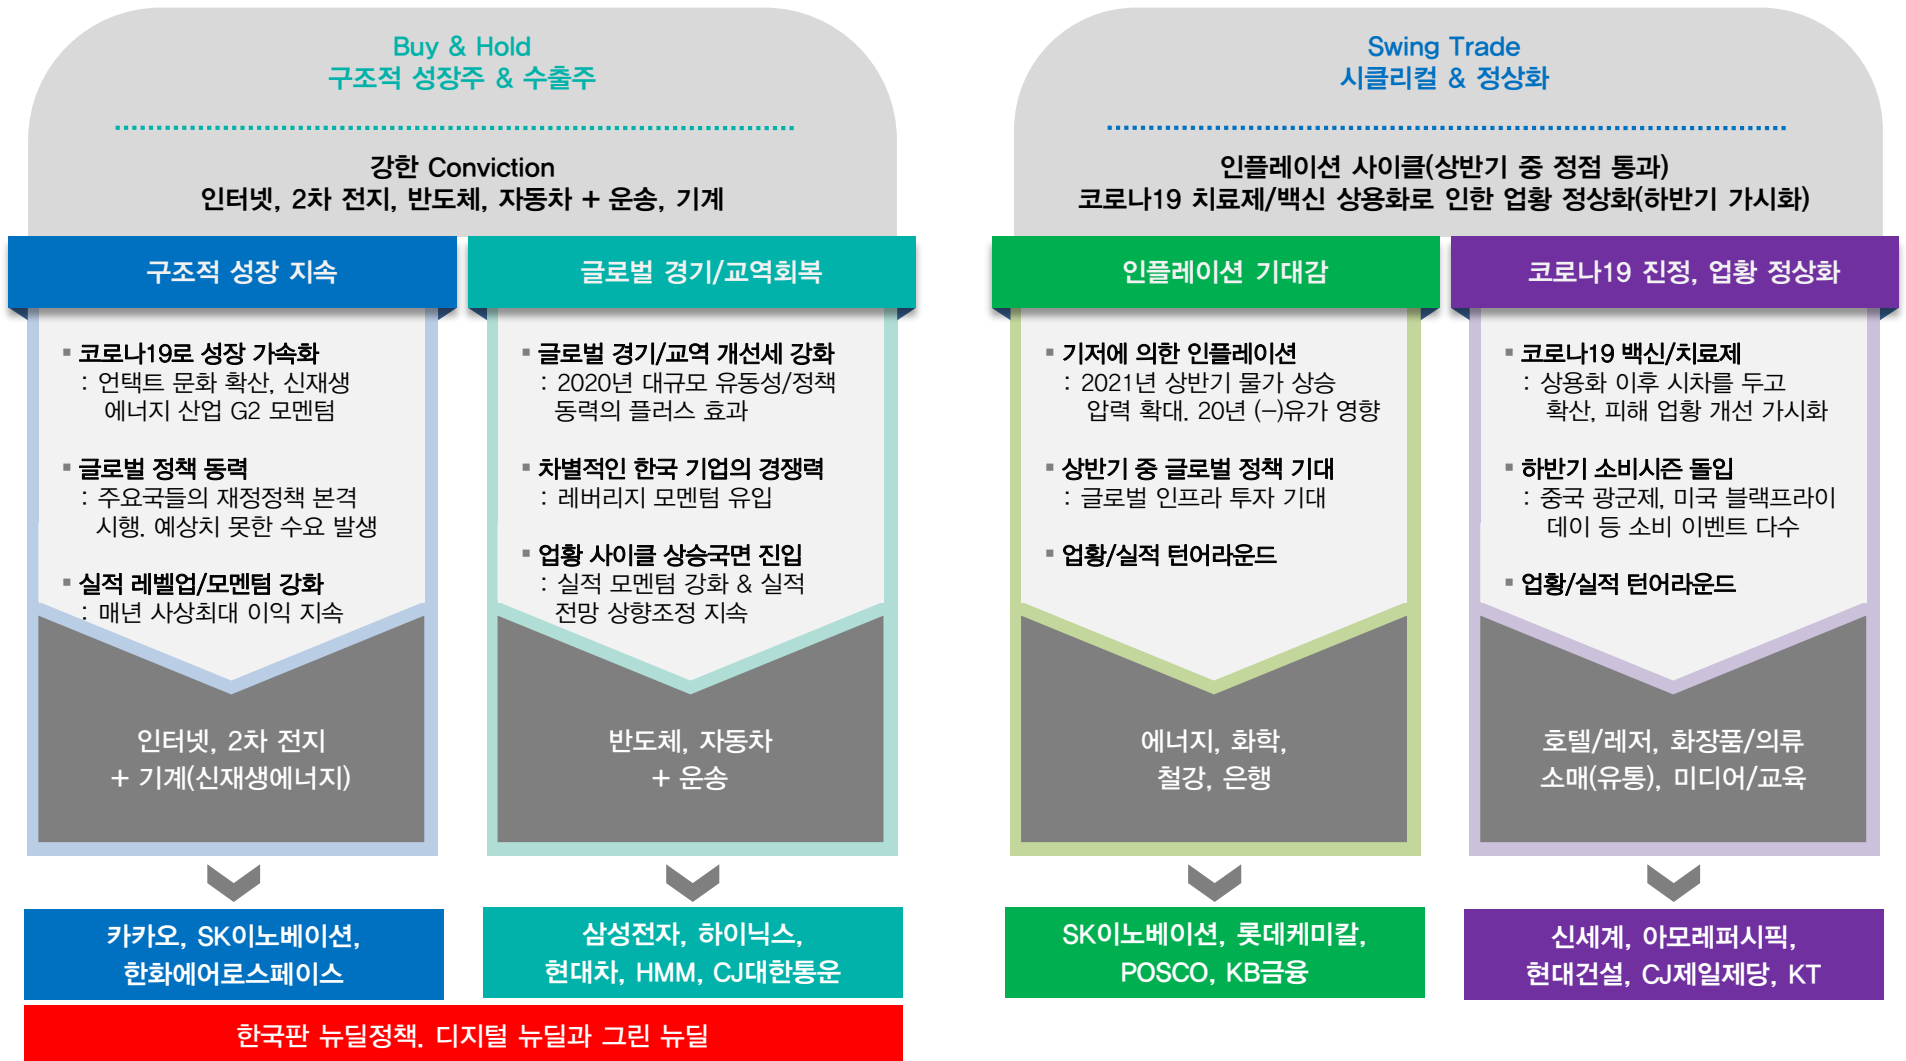 Buy & Hold
구조적 성장주 & 수출주
강한 Conviction
인터넷, 2차 전지, 반도체, 자동차 + 운송, 기계
구조적 성장 지속
▪ 코로나19로 성장 가속화
: 언택트 문화 확산, 신재생
에너지 산업 G2 모멘텀
▪ 글로벌 정책 동력
: 주요국들의 재정정책 본격
시행. 예상치 못한 수요 발생
▪ 실적 레벨업/모멘텀 강화
: 매년 사상최대 이익 지속
인터넷, 2차 전지
+ 기계(신재생에너지)
카카오, SK이노베이션,
한화에어로스페이스
글로벌 경기/교역회복
▪ 글로벌 경기/교역 개선세 강화
: 2020년 대규모 유동성/정책
동력의 플러스 효과
▪ 차별적인 한국 기업의 경쟁력
: 레버리지 모멘텀 유입
▪ 업황 사이클 상승국면 진입
: 실적 모멘텀 강화 & 실적
전망 상향조정 지속
반도체, 자동차
+ 운송
삼성전자, 하이닉스,
현대차, HMM, CJ대한통운
한국판 뉴딜정책. 디지털 뉴딜과 그린 뉴딜
Swing Trade
시클리컬 & 정상화
인플레이션 사이클(상반기 중 정점 통과)
코로나19 치료제/백신 상용화로 인한 업황 정상화(하반기 가시화)
인플레이션 기대감
▪ 기저에 의한 인플레이션
: 2021년 상반기 물가 상승
압력 확대. 20년 (-)유가 영향
▪ 상반기 중 글로벌 정책 기대
: 글로벌 인프라 투자 기대
▪ 업황/실적 턴어라운드
에너지, 화학,
철강, 은행
SK이노베이션, 롯데케미칼,
POSCO, KB금융
코로나19 진정, 업황 정상화
▪ 코로나19 백신/치료제
: 상용화 이후 시차를 두고
확산, 피해 업황 개선 가시화
▪ 하반기 소비시즌 돌입
: 중국 광군제, 미국 블랙프라이
데이 등 소비 이벤트 다수
▪ 업황/실적 턴어라운드
호텔/레저, 화장품/의류
소매(유통), 미디어/교육
신세계, 아모레퍼시픽,
현대건설, CJ제일제당, KT